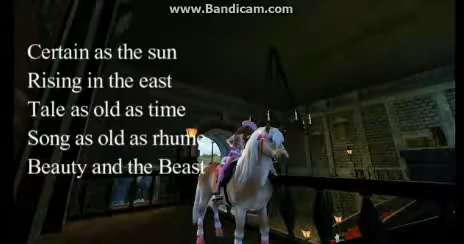 www.Bandicam.com
Certain as the sun
Rising in the east
Tale as old as time
Song as old as rhume
Beauty and the Beast